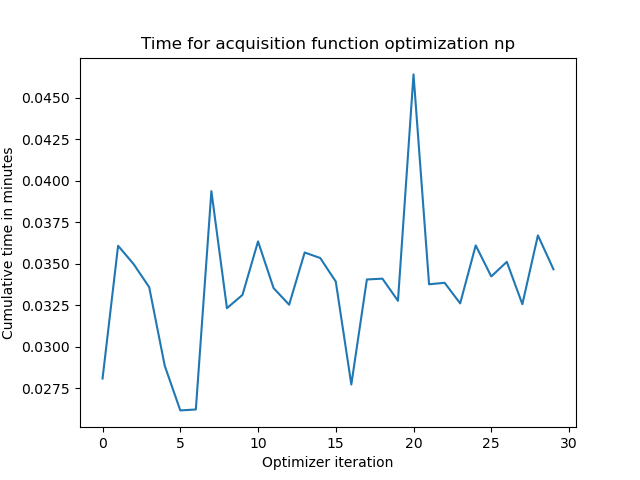 Time for acquisition function optimization np
Cumulative time in minutes
0.0450
0.0425
0.0400
0.0375
0.0350
0.0325
0.0300
0.0275
0 5 10 15 20 25 30
Optimizer iteration